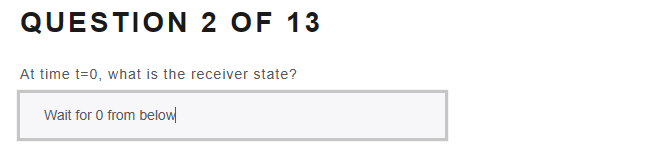 QUESTION 2 OF 13
At time t=0, what is the receiver state?
Wait for 0 from below